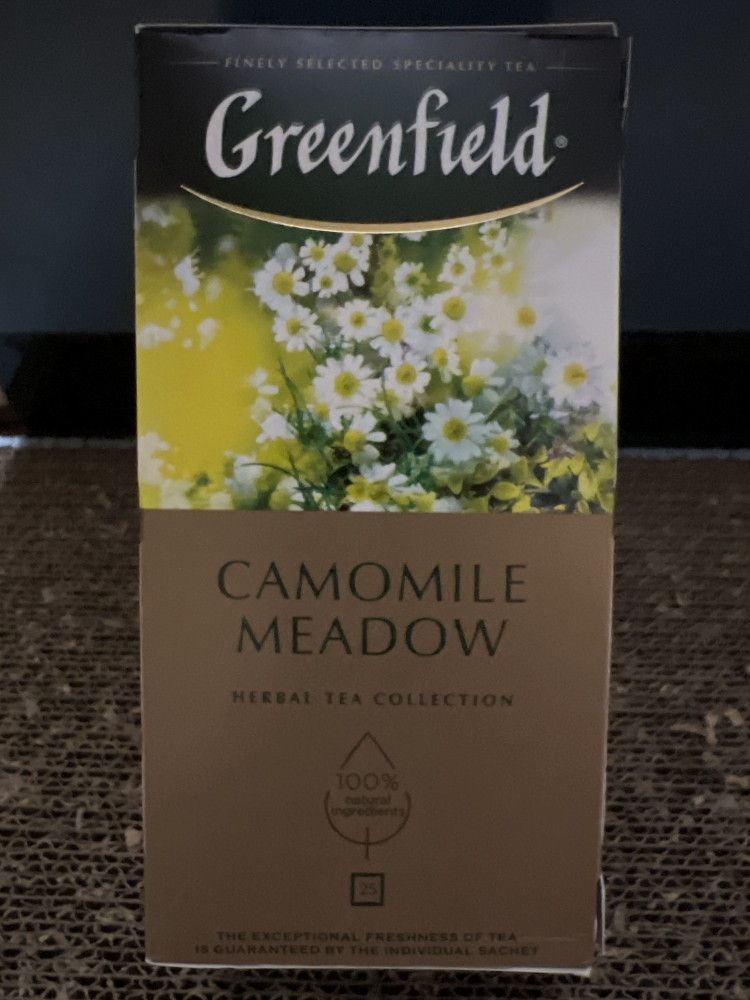 FINELY SELECTED SPECIALITY TEA
Greenfield®
CAMOMILE
MEADOW
HERBAL TEA COLLECTION
100%
natural
ingredients
25
THE EXCEPTIONAL FRESHNESS OF TEA
IS GUARANTEED BY THE INDIVIDUAL SACHET